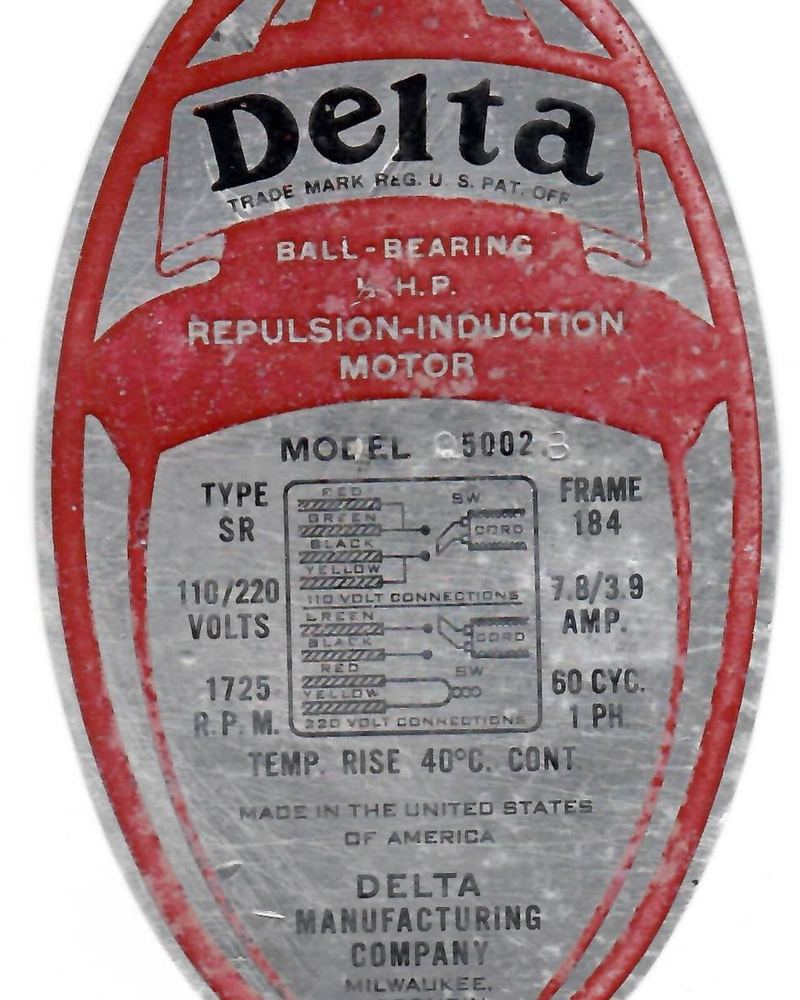 Delta
TRADE MARK REG. U. S. PAT. OFF.
BALL-BEARING
½ H.P.
REPULSION-INDUCTION
MOTOR
MODEL 5002
TYPE
SR
110/220
VOLTS
1725
R.P.M.
RED
GREEN
BLACK
YELLOW
SW
CORD
110 VOLT CONNECTIONS
GREEN
BLACK
RED
YELLOW
CORD
SW
220 VOLT CONNECTIONS
FRAME
184
7.8/3.9
AMP.
60 CYC.
1 PH.
TEMP. RISE 40°C. CONT.
MADE IN THE UNITED STATES
OF AMERICA
DELTA
MANUFACTURING
COMPANY
MILWAUKEE,